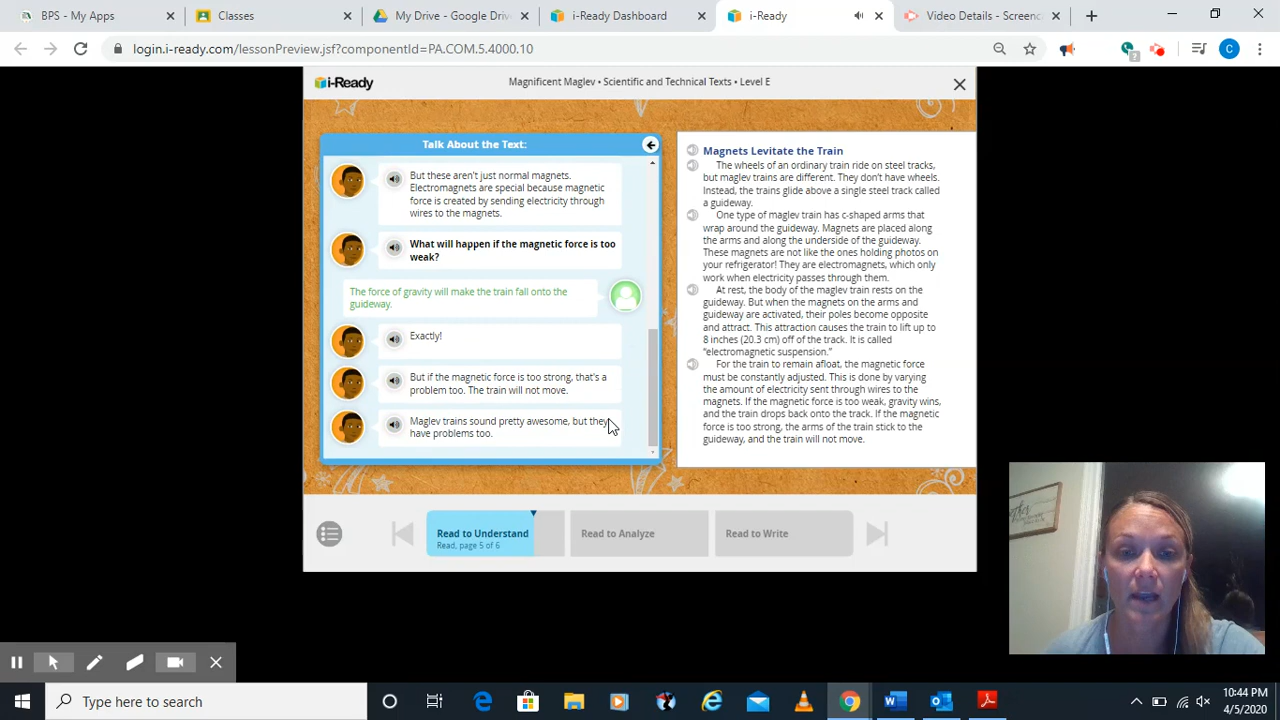 BPS - My Apps
Classes
My Drive - Google Drive
i-Ready Dashboard
i-Ready
Video Details - Screenc
login.i-ready.com/lessonPreview.jsf?componentId=PA.COM.5.4000.10
C
?
i-Ready
Magnificent Maglev • Scientific and Technical Texts • Level E
Talk About the Text:
But these aren't just normal magnets.
Electromagnets are special because magnetic
force is created by sending electricity through
wires to the magnets.
What will happen if the magnetic force is too
weak?
The force of gravity will make the train fall onto the
guideway.
Exactly!
But if the magnetic force is too strong, that's a
problem too. The train will not move.
Maglev trains sound pretty awesome, but they
have problems too.
Magnets Levitate the Train
The wheels of an ordinary train ride on steel tracks,
but maglev trains are different. They don't have wheels.
Instead, the trains glide above a single steel track called
a guideway.
One type of maglev train has c-shaped arms that
wrap around the guideway. Magnets are placed along
the arms and along the underside of the guideway.
These magnets are not like the ones holding photos on
your refrigerator! They are electromagnets, which only
work when electricity passes through them.
At rest, the body of the maglev train rests on the
guideway. But when the magnets on the arms and
guideway are activated, their poles become opposite
and attract. This attraction causes the train to lift up to
8 inches (20.3 cm) off of the track. It is called
"electromagnetic suspension."
For the train to remain afloat, the magnetic force
must be constantly adjusted. This is done by varying
the amount of electricity sent through wires to the
magnets. If the magnetic force is too weak, gravity wins,
and the train drops back onto the track. If the magnetic
force is too strong, the arms of the train stick to the
guideway, and the train will not move.
Read to Understand
Read, page 5 of 6
Read to Analyze
Read to Write
Type here to search
10:44 PM
4/5/2020